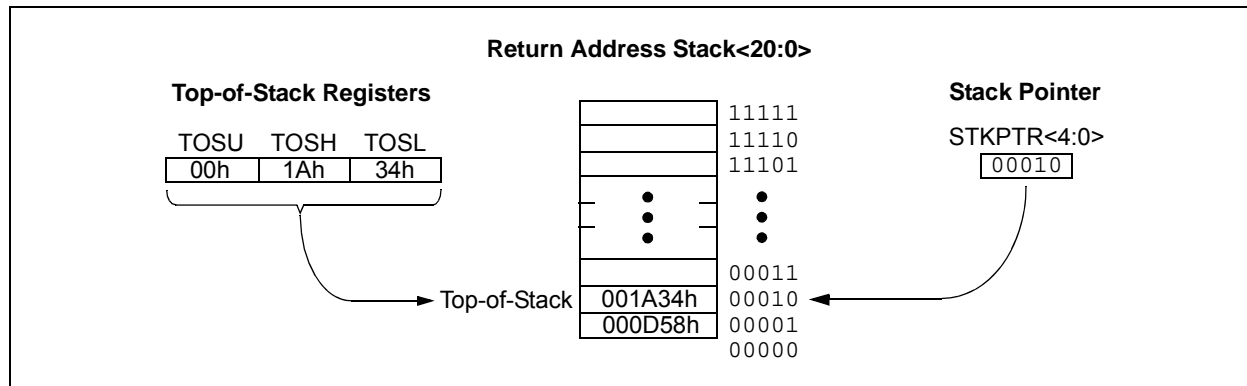 Return Address Stack<20:0>
Top-of-Stack Registers
Stack Pointer
TOSU TOSH TOSL
00h 1Ah 34h
STKPTR<4:0>
00010
11111
11110
11101
00011
Top-of-Stack 001A34h 00010
000D58h 00001
00000